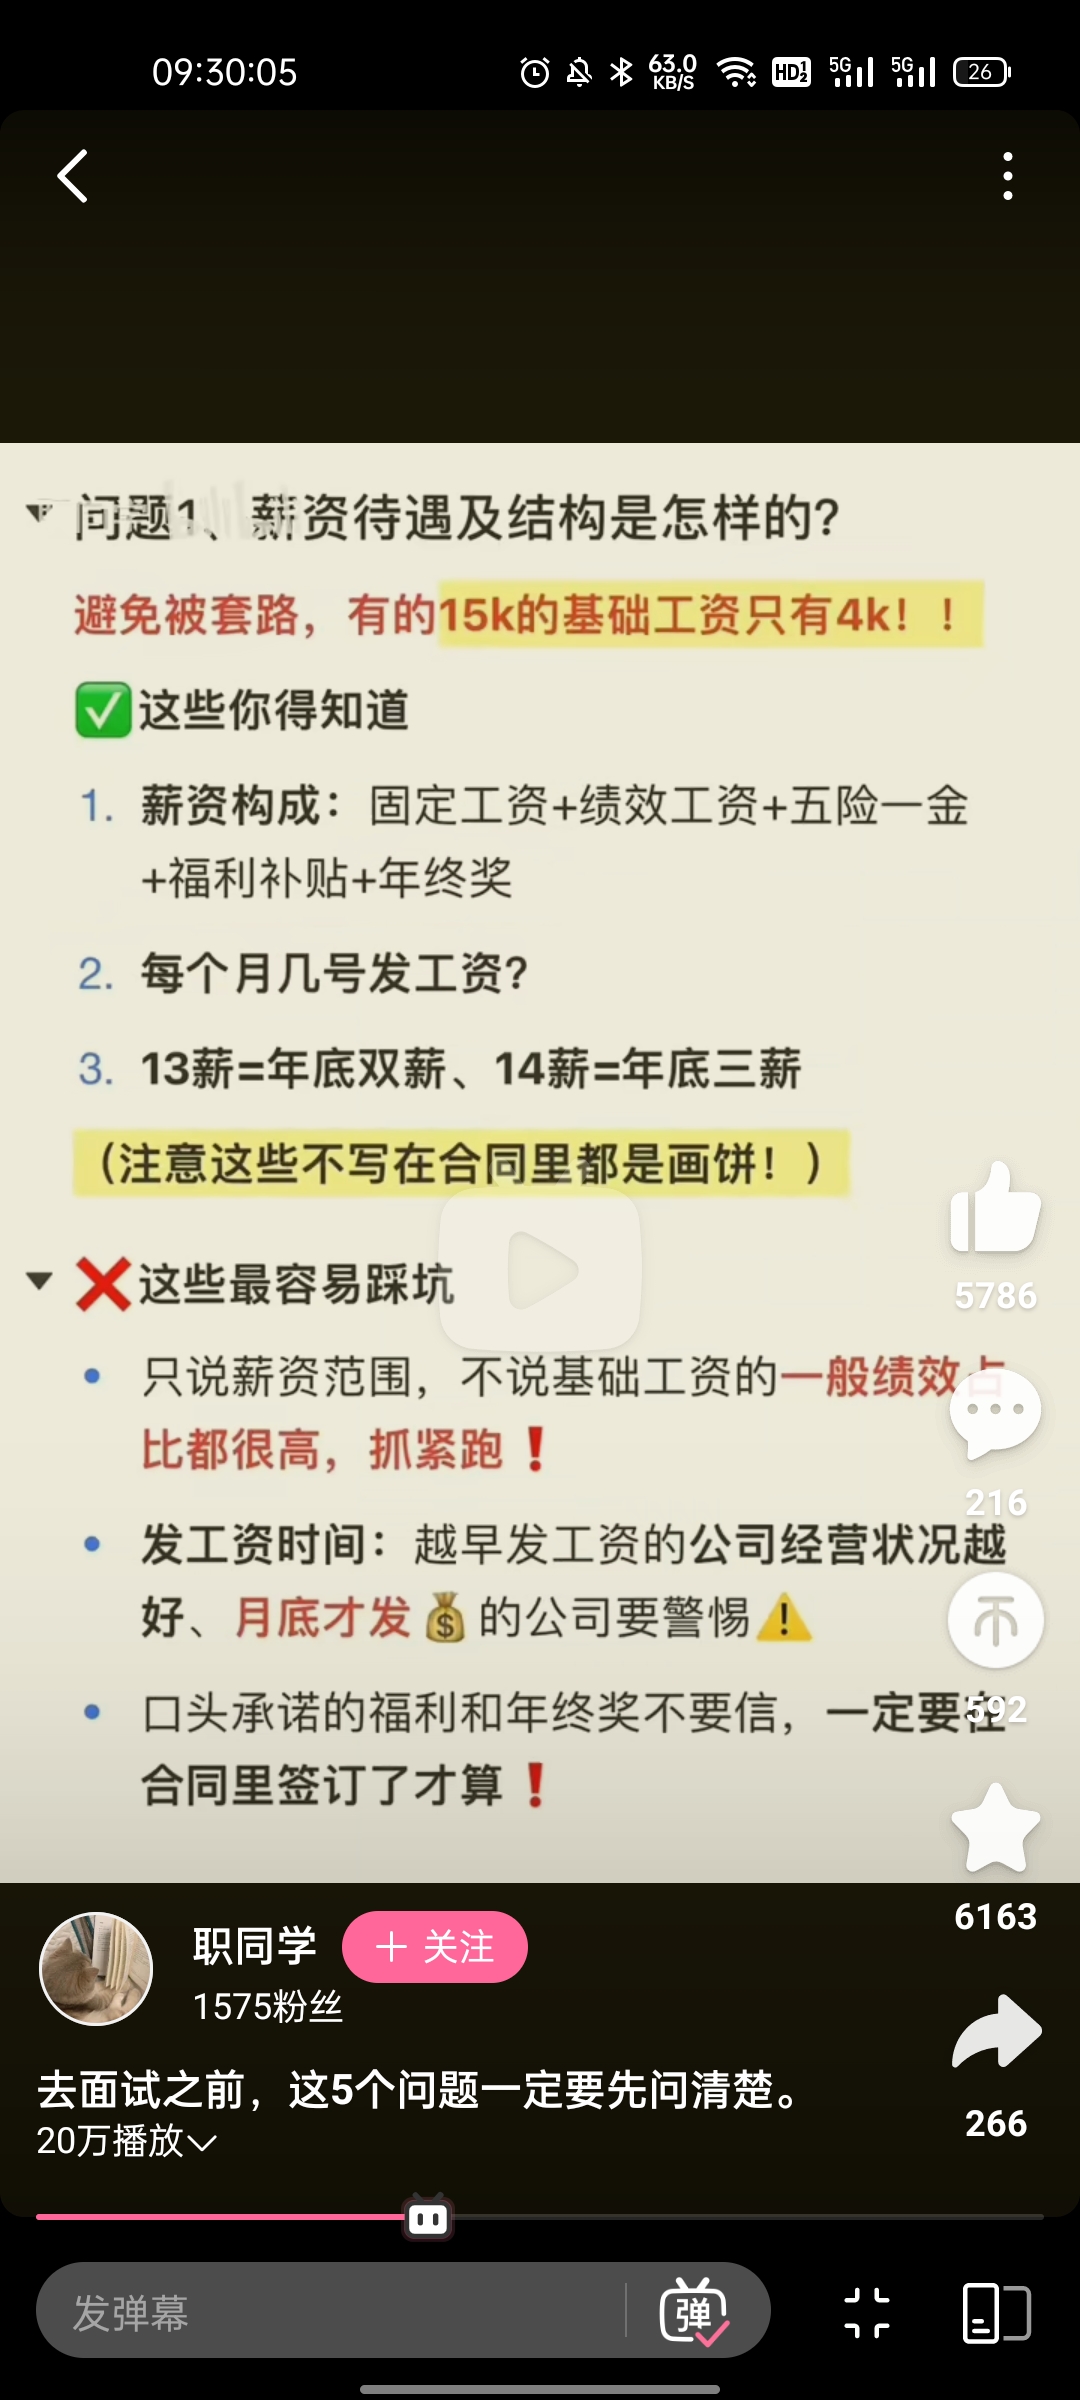 09:30:05
63.0
KB/S
HD
5G
5G
26
问题1、薪资待遇及结构是怎样的?
避免被套路，有的15k的基础工资只有4k！！
这些你得知道
1. 薪资构成：固定工资+绩效工资+五险一金
+福利补贴+年终奖
2. 每个月几号发工资?
3. 13薪=年底双薪、14薪=年底三薪
（注意这些不写在合同里都是画饼！）
这些最容易踩坑
只说薪资范围，不说基础工资的一般绩效占
比都很高，抓紧跑❗
发工资时间：越早发工资的公司经营状况越
好、月底才发💰的公司要警惕⚠️
口头承诺的福利和年终奖不要信，一定要在
合同里签订了才算❗
5786
216
592
6163
266
职同学
+ 关注
1575粉丝
去面试之前，这5个问题一定要先问清楚。
20万播放
发弹幕
弹